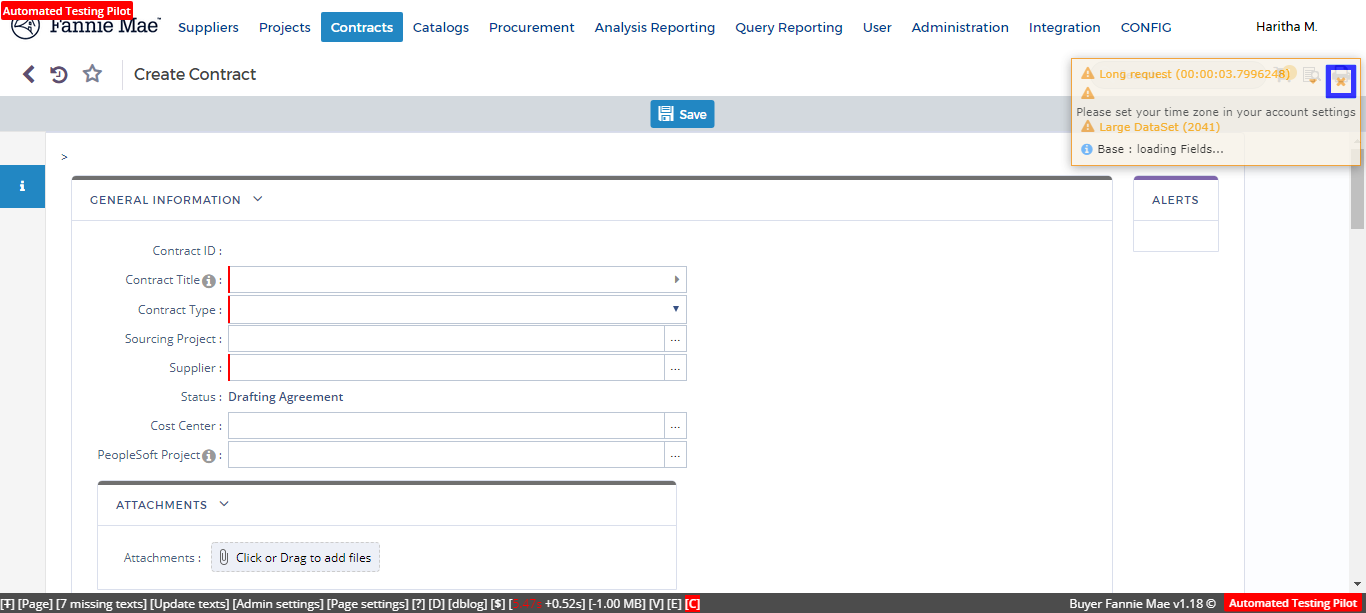 Automated Testing Pilot
Fannie Mae™ Suppliers Projects Contracts Catalogs Procurement Analysis Reporting Query Reporting User Administration Integration CONFIG Haritha M.
Create Contract
Long request (00:00:03.7996248)
Please set your time zone in your account settings
Large DataSet (2041)
Base : loading Fields...
Save
>
GENERAL INFORMATION
ALERTS
Contract ID :
Contract Title :
Contract Type :
Sourcing Project : ...
Supplier : ...
Status : Drafting Agreement
Cost Center : ...
PeopleSoft Project : ...
ATTACHMENTS
Attachments : Click or Drag to add files
[Ŧ] [Page] [7 missing texts] [Update texts] [Admin settings] [Page settings] [?] [D] [dblog] [$] [ +0.52s] [-1.00 MB] [V] [E] [C] Buyer Fannie Mae v1.18 © Automated Testing Pilot